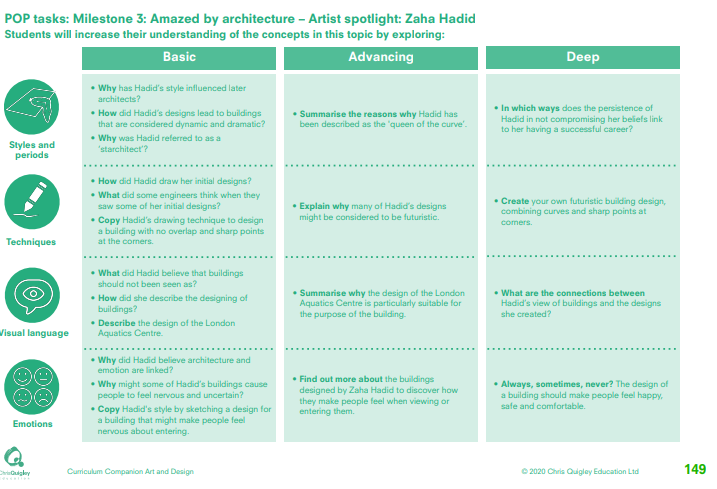 POP tasks: Milestone 3: Amazed by architecture – Artist spotlight: Zaha Hadid
Students will increase their understanding of the concepts in this topic by exploring:
Basic
Advancing
Deep
Styles and
periods
• Why has Hadid's style influenced later
architects?
• How did Hadid's designs lead to buildings
that are considered dynamic and dramatic?
• Why was Hadid referred to as a
'starchitect'?
• Summarise the reasons why Hadid has
been described as the 'queen of the curve'.
• In which ways does the persistence of
Hadid in not compromising her beliefs link
to her having a successful career?
Techniques
• How did Hadid draw her initial designs?
• What did some engineers think when they
saw some of her initial designs?
• Copy Hadid's drawing technique to design
a building with no overlap and sharp points
at the corners.
• Explain why many of Hadid's designs
might be considered to be futuristic.
• Create your own futuristic building design,
combining curves and sharp points at
corners.
Visual language
• What did Hadid believe that buildings
should not been seen as?
• How did she describe the designing of
buildings?
• Describe the design of the London
Aquatics Centre.
• Summarise why the design of the London
Aquatics Centre is particularly suitable for
the purpose of the building.
• What are the connections between
Hadid's view of buildings and the designs
she created?
Emotions
• Why did Hadid believe architecture and
emotion are linked?
• Why might some of Hadid's buildings cause
people to feel nervous and uncertain?
• Copy Hadid's style by sketching a design for
a building that might make people feel
nervous about entering.
• Find out more about the buildings
designed by Zaha Hadid to discover how
they make people feel when viewing or
entering them.
• Always, sometimes, never? The design of
a building should make people feel happy,
safe and comfortable.
ChrisQuigley
Curriculum Companion Art and Design
© 2020 Chris Quigley Education Ltd
149